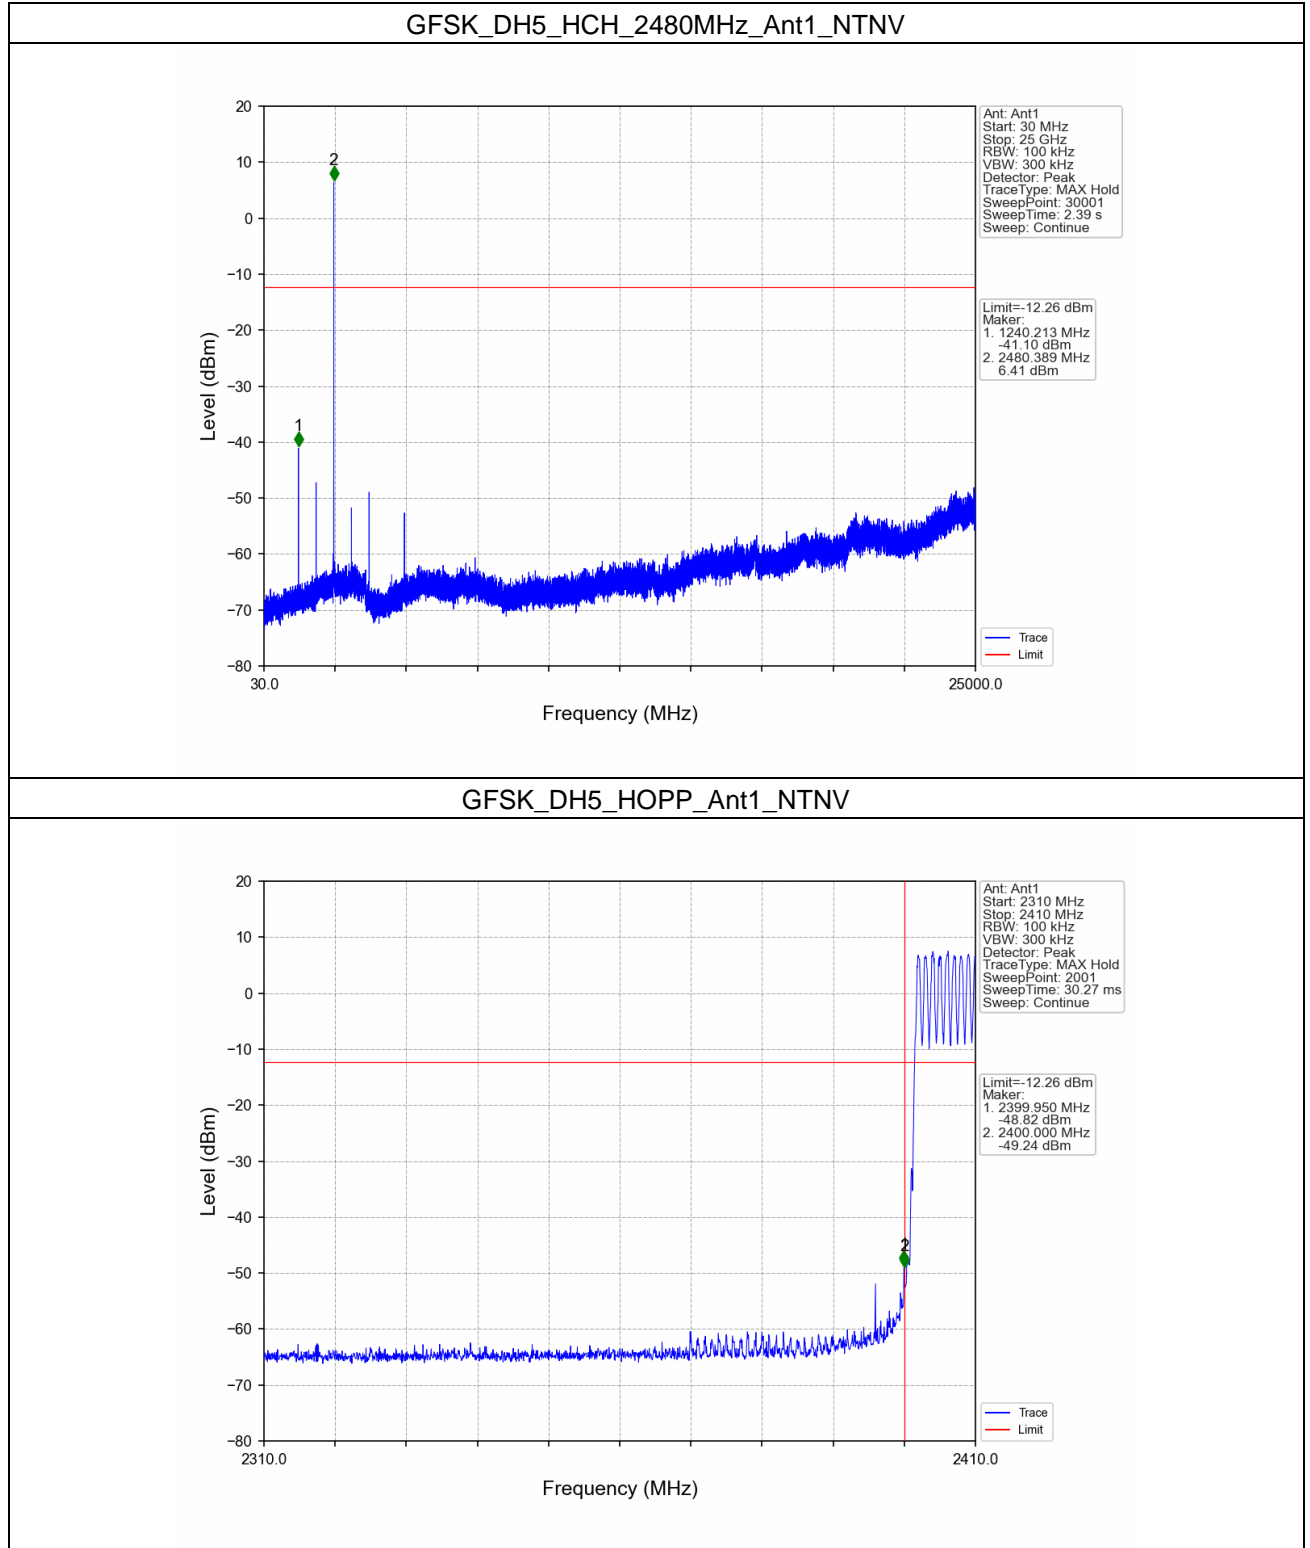 GFSK_DH5_HCH_2480MHz_Ant1_NTNV
20
10
0
−10
−20
−30
−40
−50
−60
−70
−80
Level (dBm)
1
2
30.0
25000.0
Frequency (MHz)
Ant: Ant1
Start: 30 MHz
Stop: 25 GHz
RBW: 100 kHz
VBW: 300 kHz
Detector: Peak
TraceType: MAX Hold
SweepPoint: 30001
SweepTime: 2.39 s
Sweep: Continue
Limit=-12.26 dBm
Maker:
1. 1240.213 MHz
-41.10 dBm
2. 2480.389 MHz
6.41 dBm
Trace
Limit
GFSK_DH5_HOPP_Ant1_NTNV
20
10
0
−10
−20
−30
−40
−50
−60
−70
−80
Level (dBm)
2
2310.0
2410.0
Frequency (MHz)
Ant: Ant1
Start: 2310 MHz
Stop: 2410 MHz
RBW: 100 kHz
VBW: 300 kHz
Detector: Peak
TraceType: MAX Hold
SweepPoint: 2001
SweepTime: 30.27 ms
Sweep: Continue
Limit=-12.26 dBm
Maker:
1. 2399.950 MHz
-48.82 dBm
2. 2400.000 MHz
-49.24 dBm
Trace
Limit